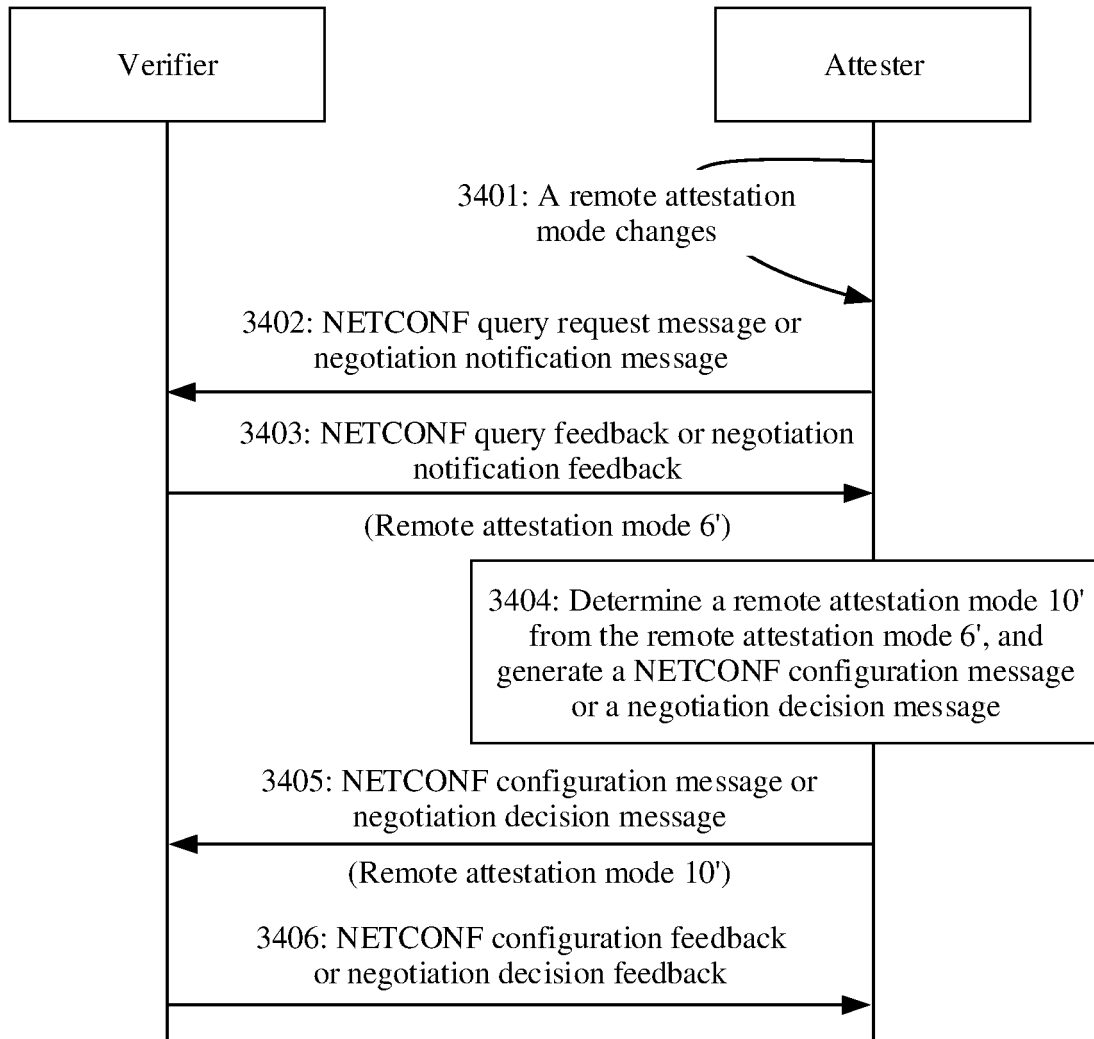 Verifier
Attester
3401: A remote attestation
mode changes
3402: NETCONF query request message or
negotiation notification message
3403: NETCONF query feedback or negotiation
notification feedback
(Remote attestation mode 6')
3404: Determine a remote attestation mode 10'
from the remote attestation mode 6', and
generate a NETCONF configuration message
or a negotiation decision message
3405: NETCONF configuration message or
negotiation decision message
(Remote attestation mode 10')
3406: NETCONF configuration feedback
or negotiation decision feedback